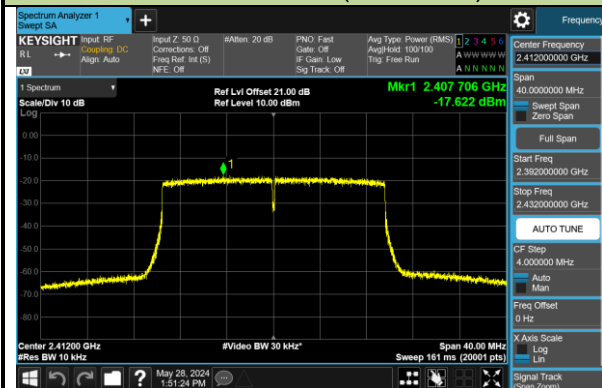 Spectrum Analyzer 1
Swept SA
Frequency
KEYSIGHT
RL
LXI
Input: RF
Coupling: DC
Align: Auto
Input Z: 50 Ω
Corrections: Off
Freq Ref: Int (S)
NFE: Off
#Atten: 20 dB
PNO: Fast
Gate: Off
IF Gain: Low
Sig Track: Off
Avg Type: Power (RMS)
Avg|Hold: 100/100
Trig: Free Run
1 2 3 4 5 6
A W W W W W
A N N N N N
1 Spectrum
Scale/Div 10 dB
Log
Ref Lvl Offset 21.00 dB
Ref Level 10.00 dBm
Mkr1 2.407 706 GHz
-17.622 dBm
0.00
-10.0
-20.0
-30.0
-40.0
-50.0
-60.0
-70.0
-80.0
1
Center 2.41200 GHz
#Res BW 10 kHz
#Video BW 30 kHz*
Span 40.00 MHz
Sweep 161 ms (20001 pts)
Center Frequency
2.412000000 GHz
Span
40.0000000 MHz
Swept Span
Zero Span
Full Span
Start Freq
2.392000000 GHz
Stop Freq
2.432000000 GHz
AUTO TUNE
CF Step
4.000000 MHz
Auto
Man
Freq Offset
0 Hz
X Axis Scale
Log
Lin
Signal Track
(Span Zoom)
?
May 28, 2024
1:51:24 PM